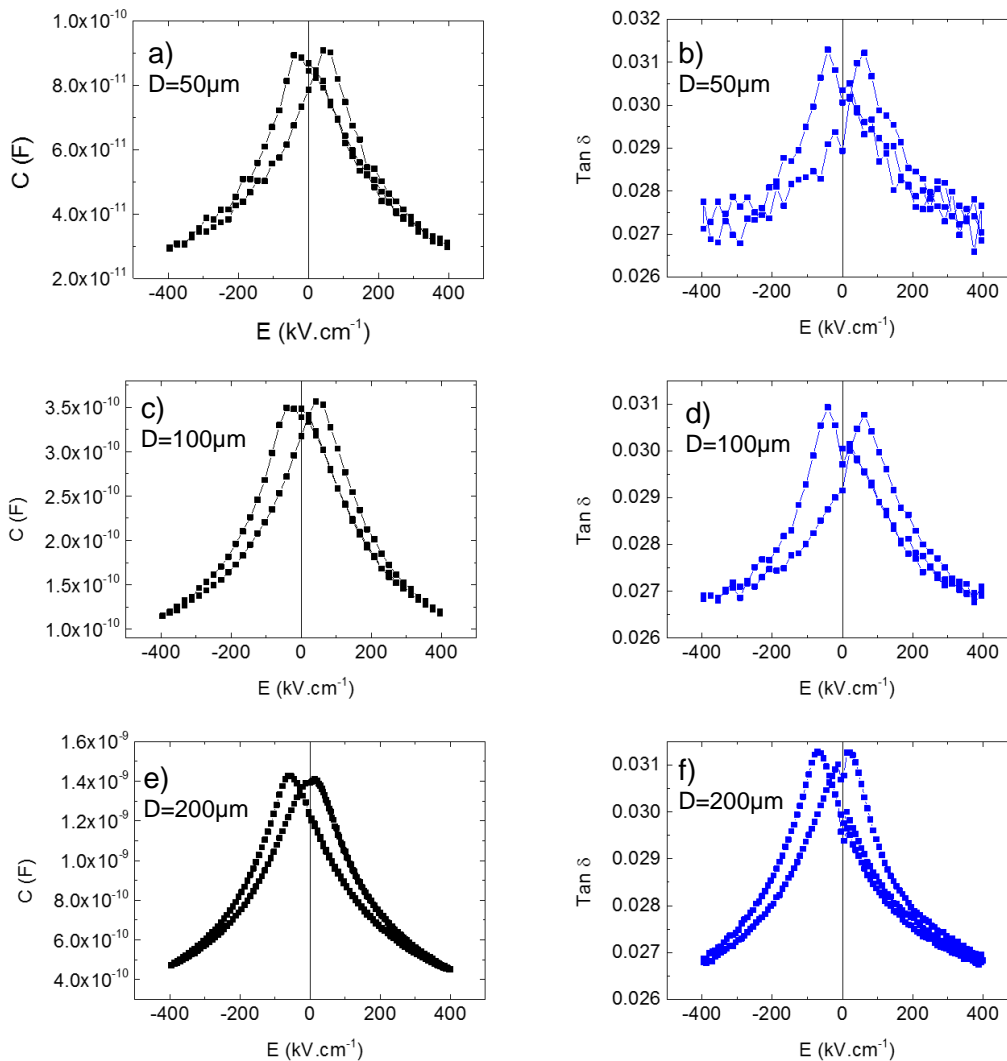 a)
D=50µm
C (F)
1.0x10⁻¹⁰
8.0x10⁻¹¹
6.0x10⁻¹¹
4.0x10⁻¹¹
2.0x10⁻¹¹
-400 -200 0 200 400
E (kV.cm⁻¹)
b)
D=50µm
Tan δ
0.032
0.031
0.030
0.029
0.028
0.027
0.026
-400 -200 0 200 400
E (kV.cm⁻¹)
c)
D=100µm
C (F)
3.5x10⁻¹⁰
3.0x10⁻¹⁰
2.5x10⁻¹⁰
2.0x10⁻¹⁰
1.5x10⁻¹⁰
1.0x10⁻¹⁰
-400 -200 0 200 400
E (kV.cm⁻¹)
d)
D=100µm
Tan δ
0.031
0.030
0.029
0.028
0.027
0.026
-400 -200 0 200 400
E (kV.cm⁻¹)
e)
D=200µm
C (F)
1.6x10⁻⁹
1.4x10⁻⁹
1.2x10⁻⁹
1.0x10⁻⁹
8.0x10⁻¹⁰
6.0x10⁻¹⁰
4.0x10⁻¹⁰
-400 -200 0 200 400
E (kV.cm⁻¹)
f)
D=200µm
Tan δ
0.031
0.030
0.029
0.028
0.027
0.026
-400 -200 0 200 400
E (kV.cm⁻¹)